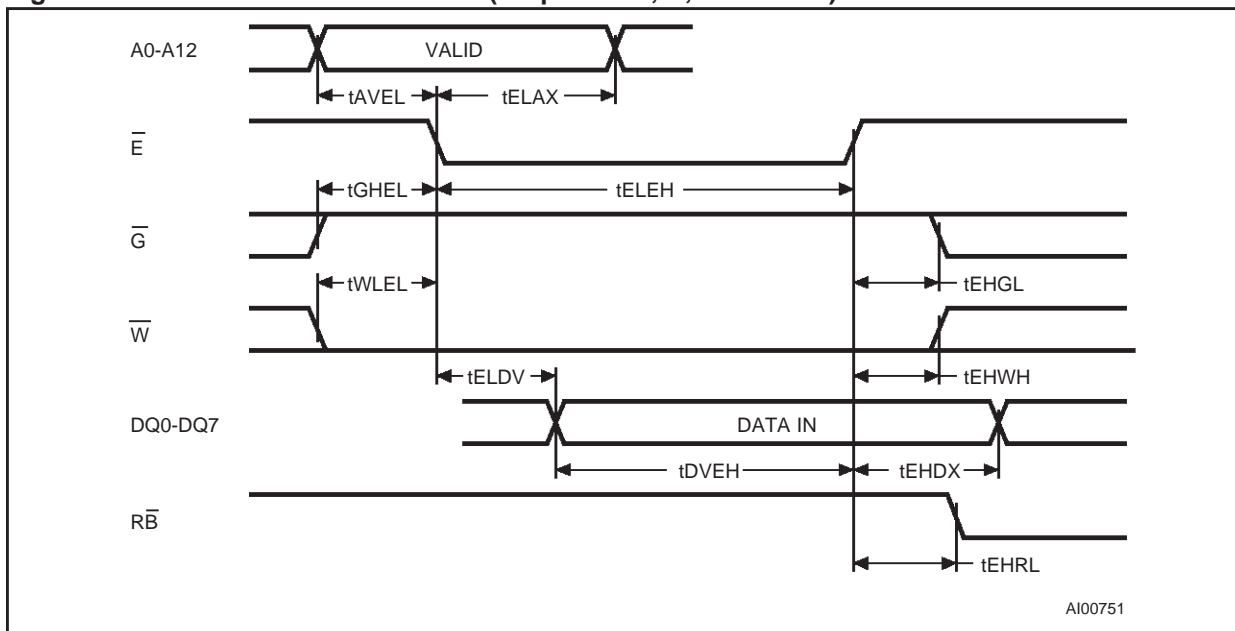 A0-A12
VALID
tAVEL
tELAX
E
tGHEL
tELEH
G
tWLEL
tEHGL
W
tELDV
tEHWH
DQ0-DQ7
DATA IN
tDVEH
tEHDX
RB̅
tEHRL
AI00751